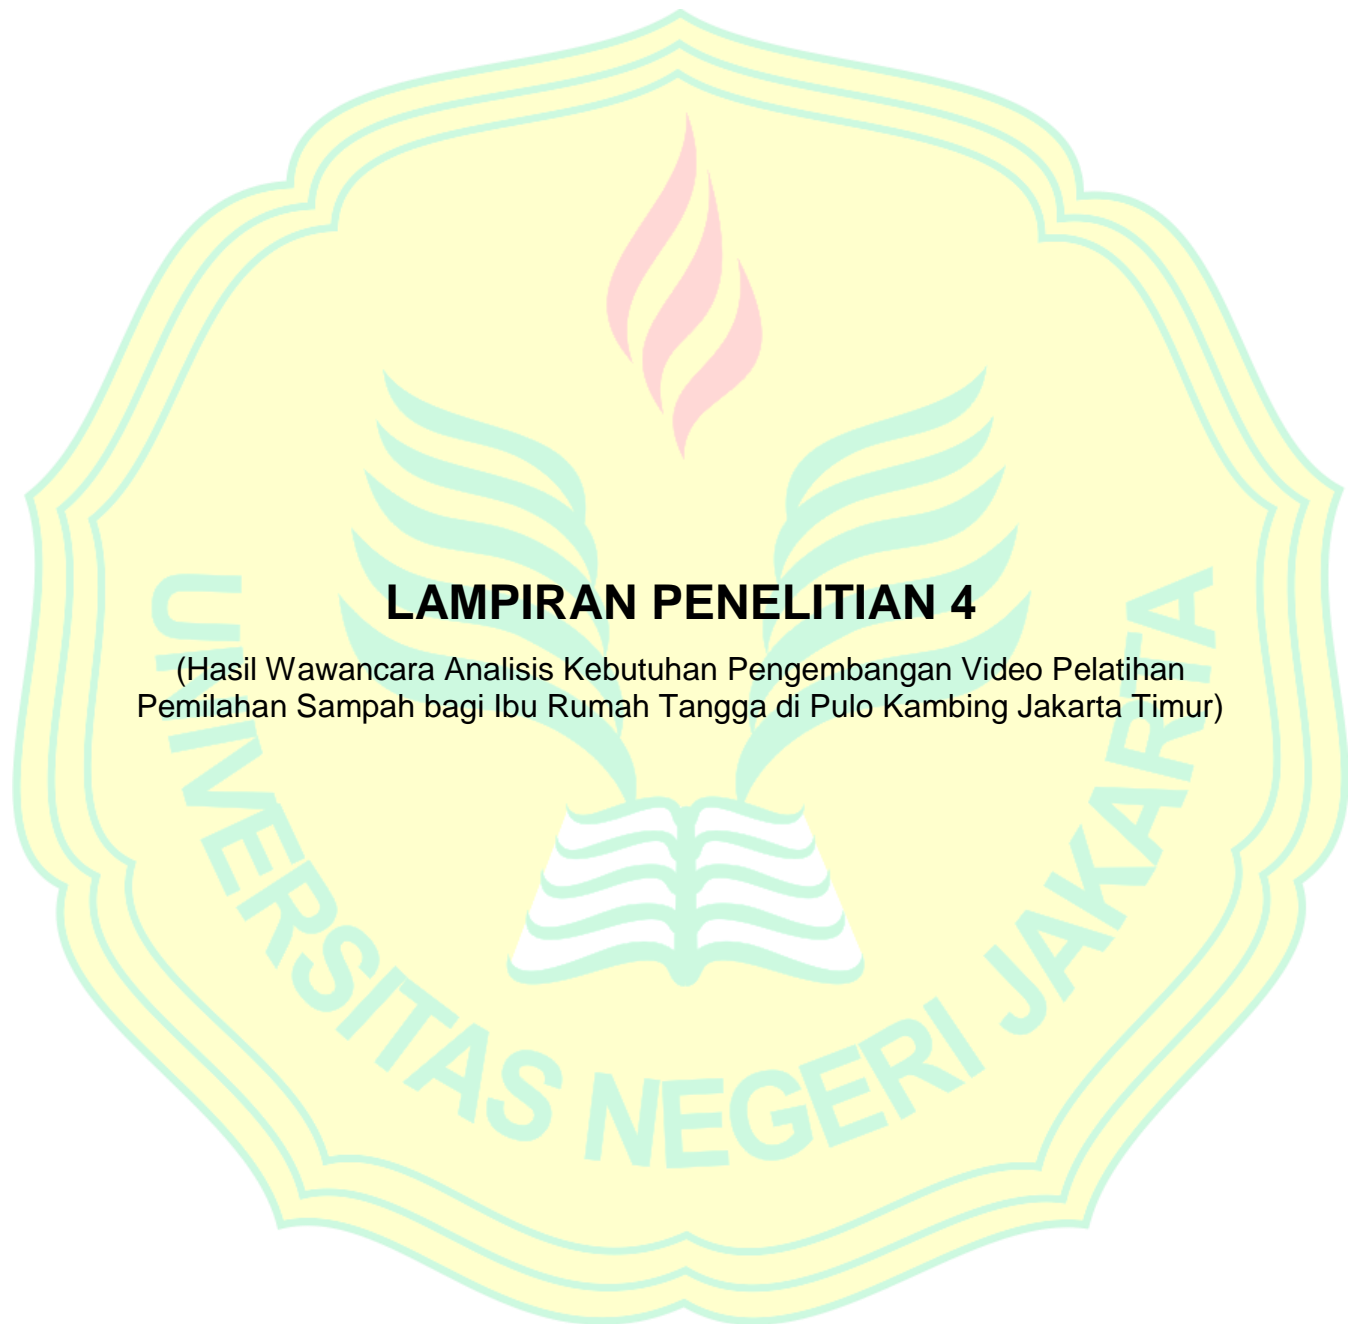 LAMPIRAN PENELITIAN 4
(Hasil Wawancara Analisis Kebutuhan Pengembangan Video Pelatihan
Pemilahan Sampah bagi Ibu Rumah Tangga di Pulo Kambing Jakarta Timur)
UNIVERSITAS NEGERI JAKARTA